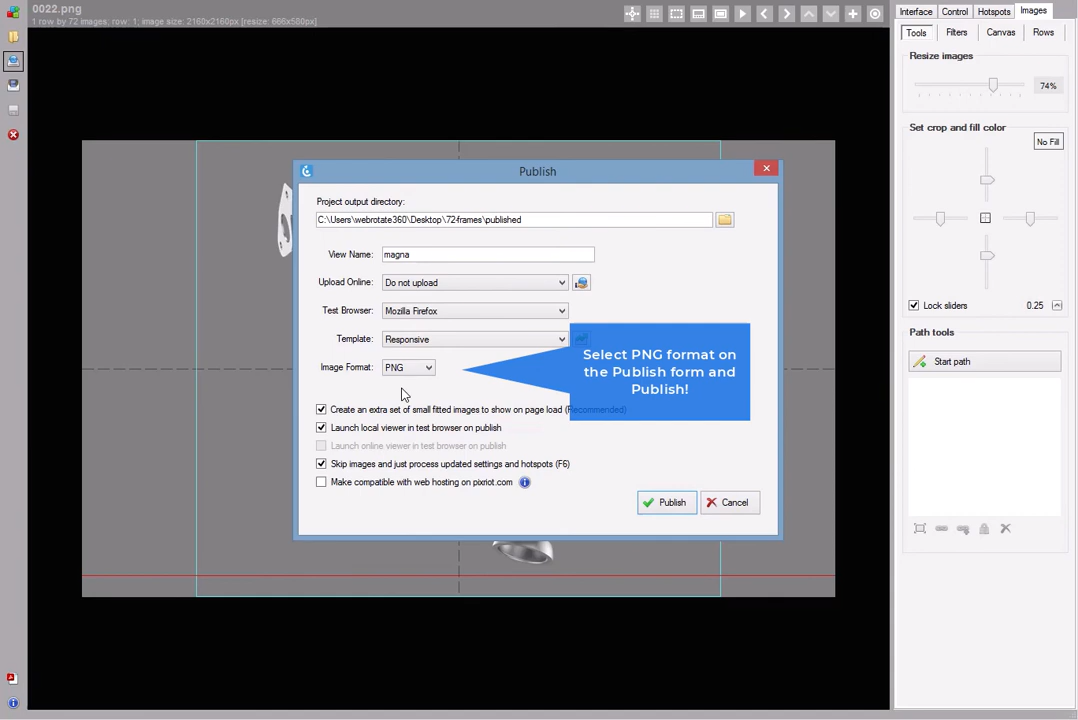 0022.png
1 row by 72 images; row: 1; image size: 2160x2160px [resize: 666x500px]
Interface Control Hotspots Images
Tools Filters Canvas Rows
Resize images
74%
Set crop and fill color
No Fill
Lock sliders 0.25
Path tools
Start path
Publish
Project output directory:
C:\Users\webrotate360\Desktop\72-frames\published
View Name: magna
Upload Online: Do not upload
Test Browser: Mozilla Firefox
Template: Responsive
Image Format: PNG
Select PNG format on
the Publish form and
Publish!
Create an extra set of small fitted images to show on page load (Recommended)
Launch local viewer in test browser on publish
Launch online viewer in test browser on publish
Skip images and just process updated settings and hotspots (F6)
Make compatible with web hosting on pixriot.com
Publish Cancel